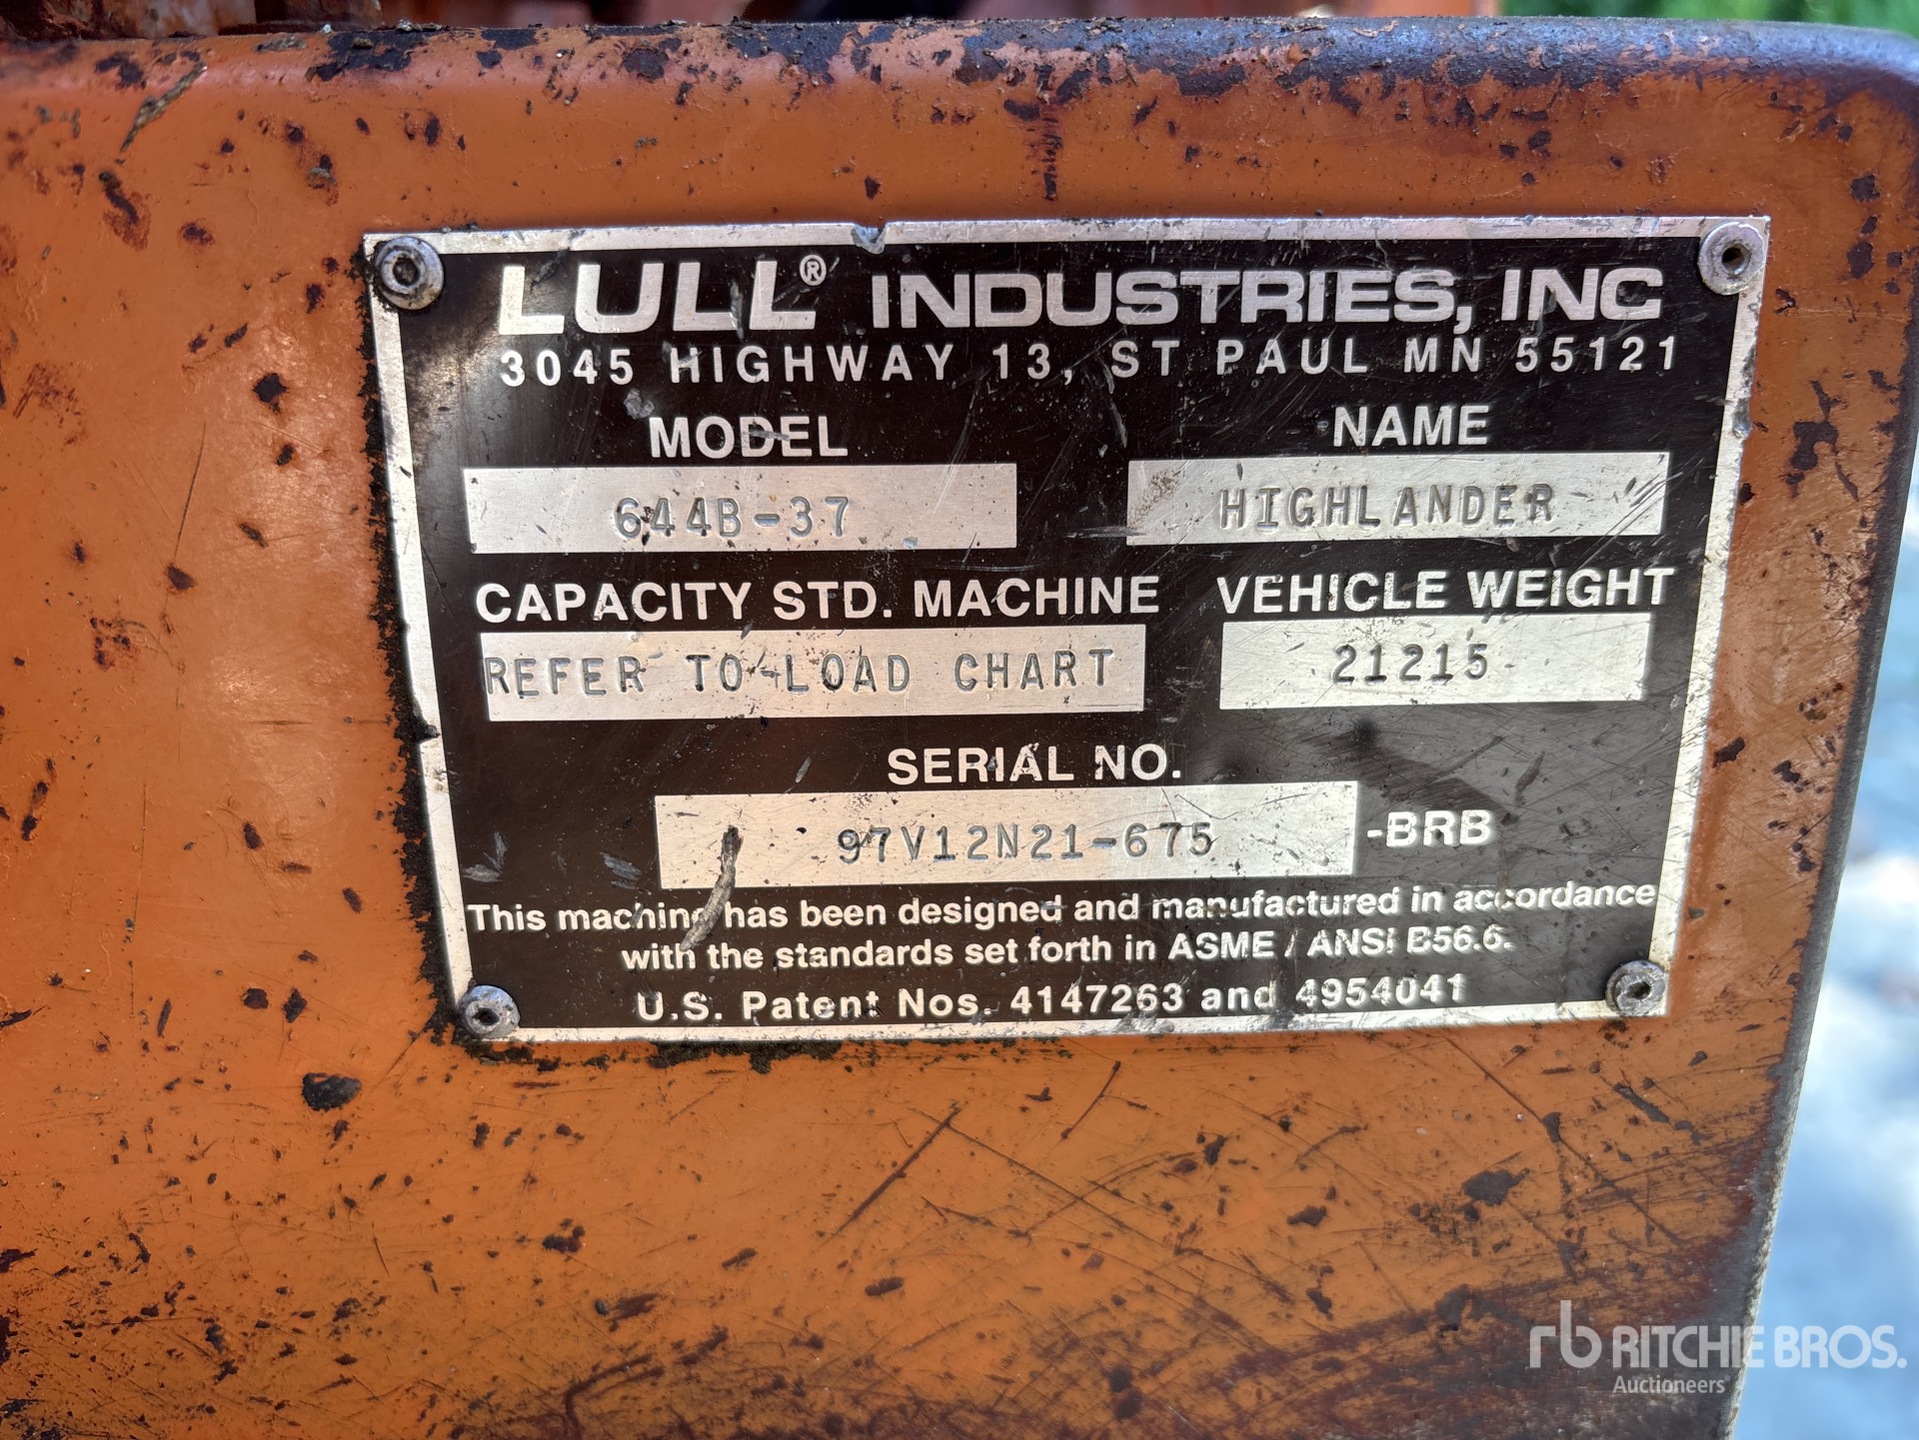 LULL® INDUSTRIES, INC
3045 HIGHWAY 13, ST PAUL MN 55121
MODEL NAME
644B-37 HIGHLANDER
CAPACITY STD. MACHINE VEHICLE WEIGHT
REFER TO LOAD CHART 21215
SERIAL NO.
97V12N21-675 -BRB
This machine has been designed and manufactured in accordance
with the standards set forth in ASME / ANSI B56.6.
U.S. Patent Nos. 4147263 and 4954041
rb RITCHIE BROS.
Auctioneers